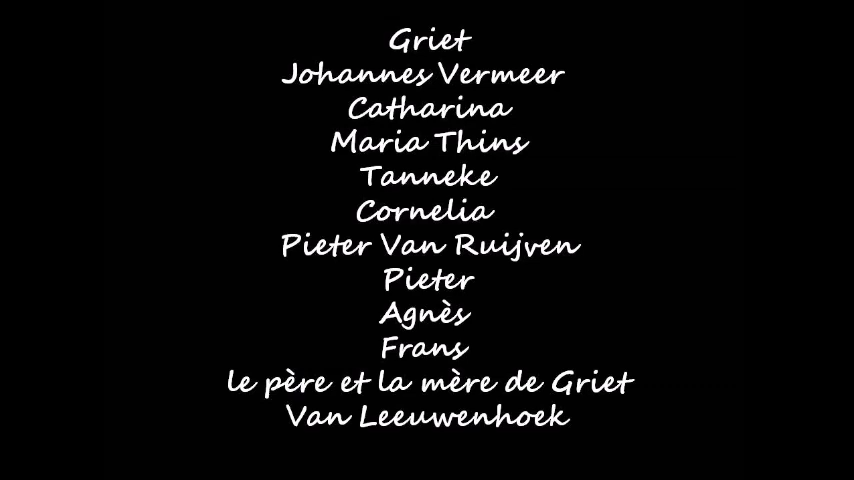 Griet
Johannes Vermeer
Catharina
Maria Thins
Tanneke
Cornelia
Pieter Van Ruijven
Pieter
Agnès
Frans
le père et la mère de Griet
Van Leeuwenhoek